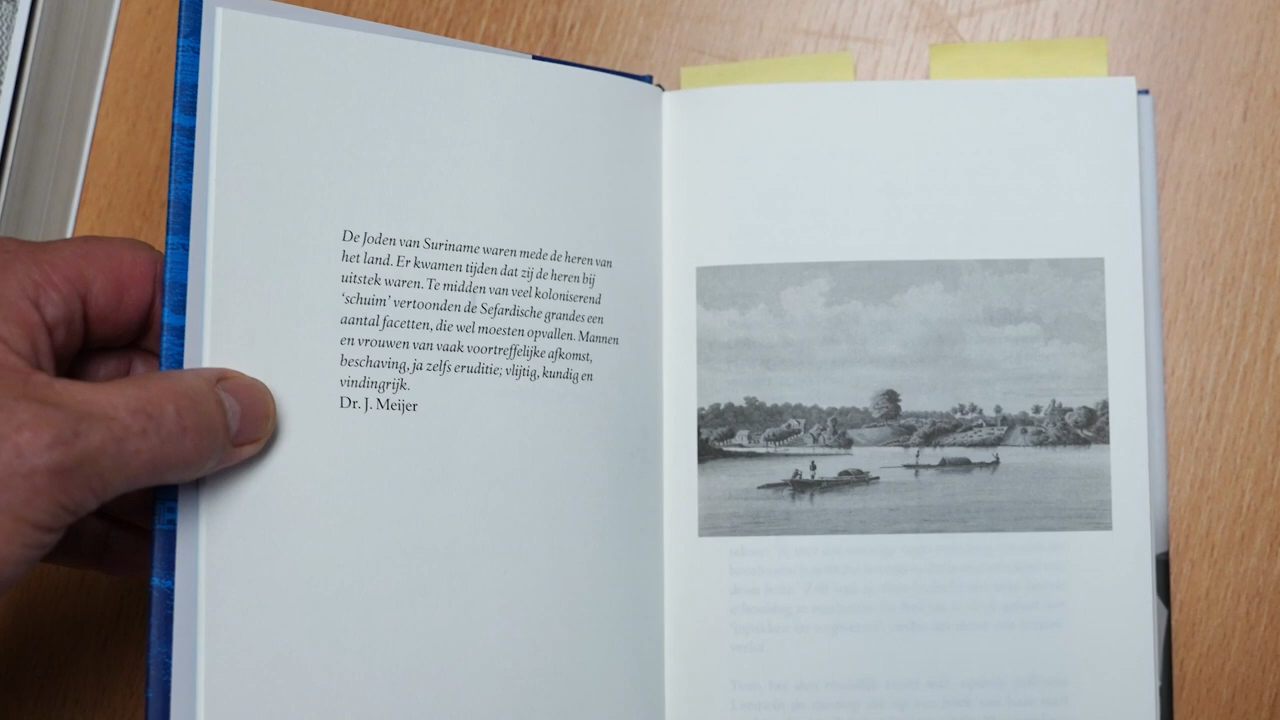 De Joden van Suriname waren mede de heren van
het land. Er kwamen tijden dat zij de heren bij
uitstek waren. Te midden van veel koloniserend
‘schuim’ vertoonden de Sefardische grandes een
aantal facetten, die wel moesten opvallen. Mannen
en vrouwen van vaak voortreffelijke afkomst,
beschaving, ja zelfs eruditie; vlijtig, kundig en
vindingrijk.
Dr. J. Meijer